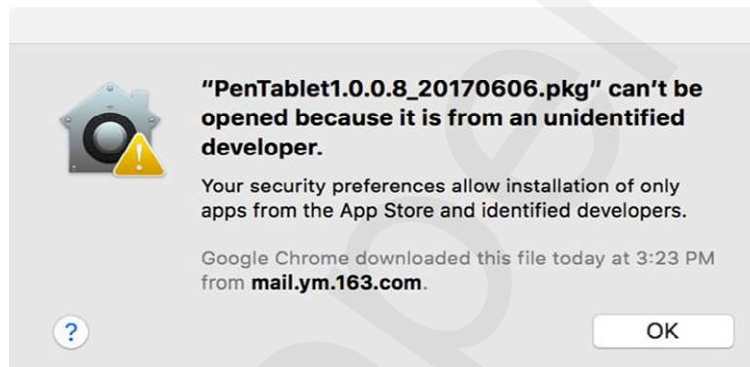 “PenTablet1.0.0.8_20170606.pkg” can’t be
opened because it is from an unidentified
developer.
Your security preferences allow installation of only
apps from the App Store and identified developers.
Google Chrome downloaded this file today at 3:23 PM
from mail.ym.163.com.
?
OK